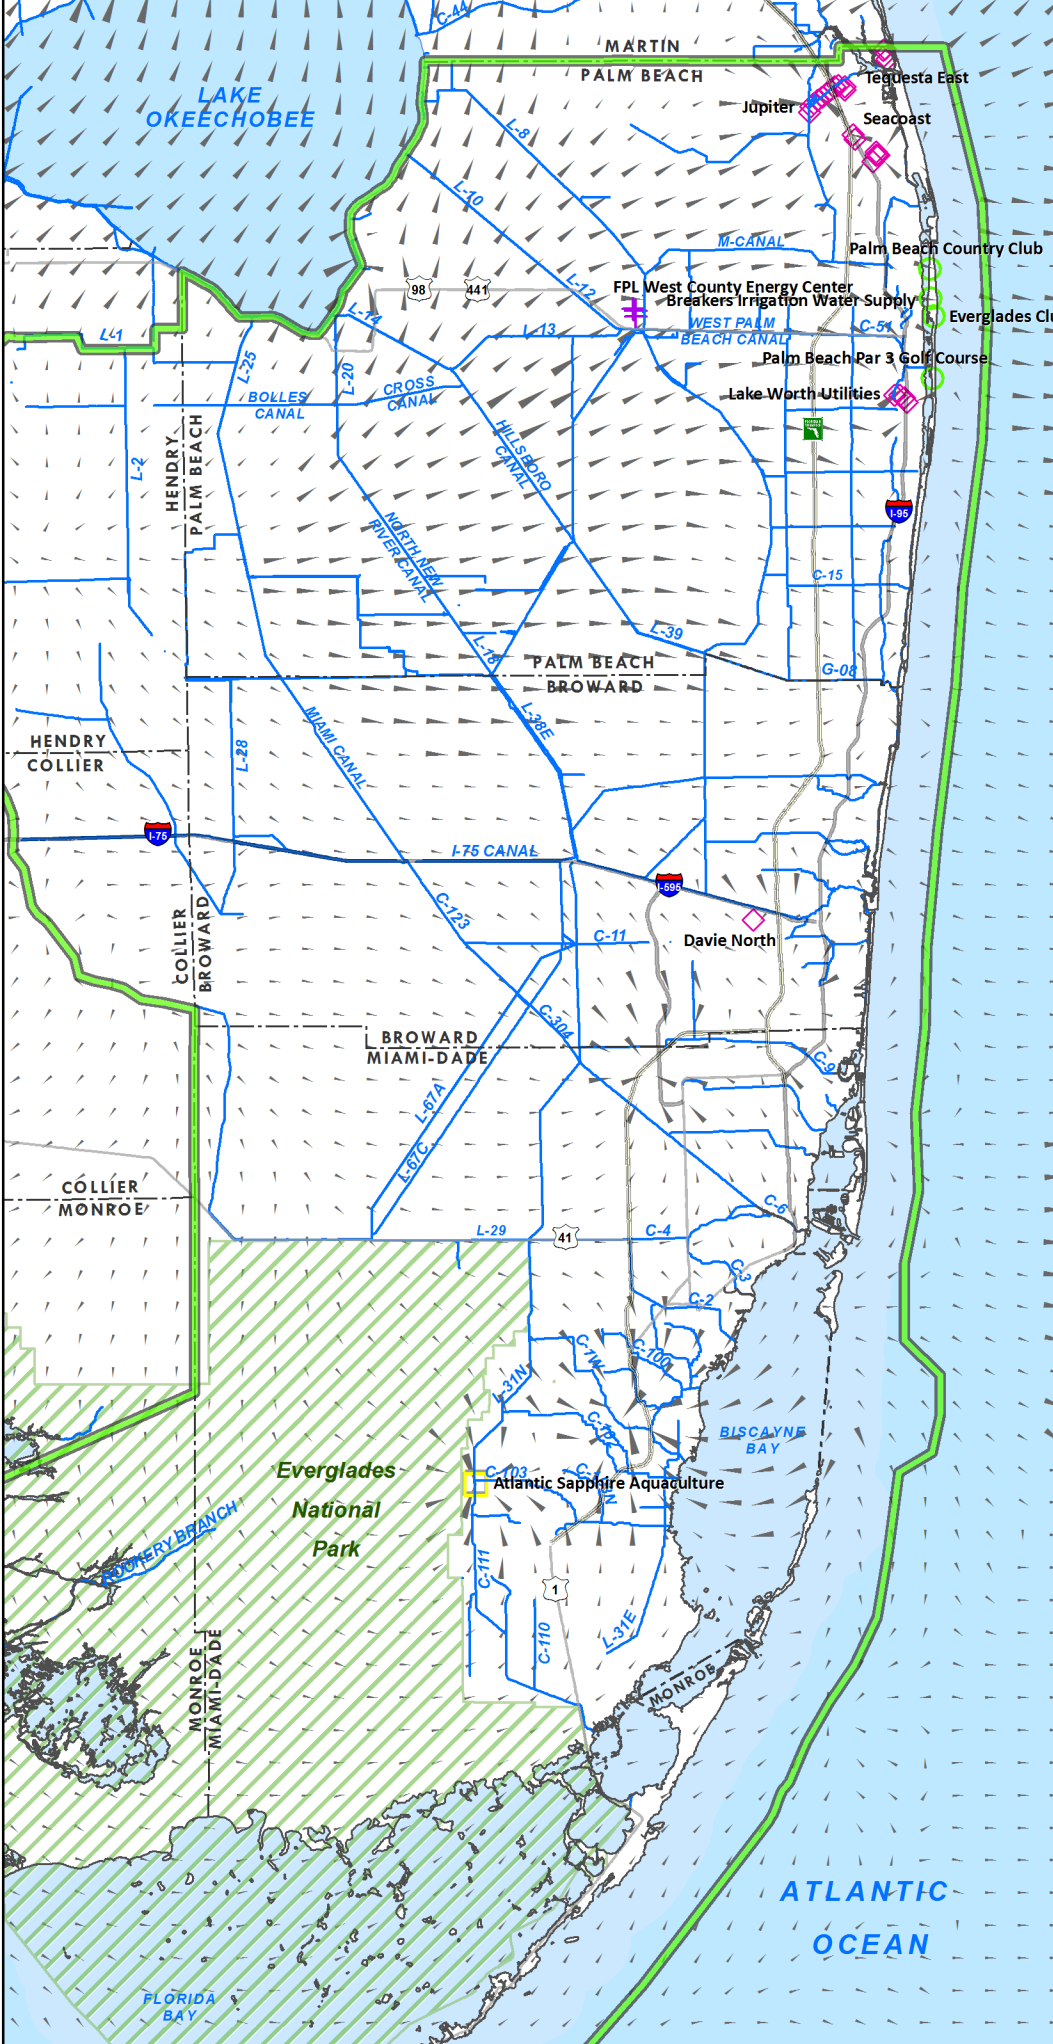 C-44
MARTIN
PALM BEACH
LAKE
OKEECHOBEE
Tequesta East
Jupiter
Seacoast
L-8
L-10
M-CANAL
Palm Beach Country Club
98
441
L-12
FPL West County Energy Center
Breakers Irrigation Water Supply
L-14
L-13
WEST PALM
BEACH CANAL
C-51
Everglades Clu
L-1
L-25
L-20
CROSS
CANAL
Palm Beach Par 3 Golf Course
BOLLES
CANAL
Lake Worth Utilities
HENDRY
PALM BEACH
HILLSBORO
CANAL
L-2
I-95
NORTH NEW
RIVER CANAL
C-15
L-39
L-18
PALM BEACH
BROWARD
G-08
MIAMI CANAL
L-38E
HENDRY
COLLIER
L-28
I-75
I-75 CANAL
I-595
COLLIER
BROWARD
C-123
C-11
Davie North
C-304
BROWARD
MIAMI-DADE
C-9
L-67A
L-67C
COLLIER
MONROE
C-6
L-29
41
C-4
C-3
C-2
C-1W
C-100
L-31N
BISCAYNE
BAY
Everglades
National
Park
C-103
Atlantic Sapphire Aquaculture
ROOKERY BRANCH
C-111
1
C-110
L-31E
MONROE
MIAMI-DADE
MONROE
ATLANTIC
OCEAN
FLORIDA
BAY